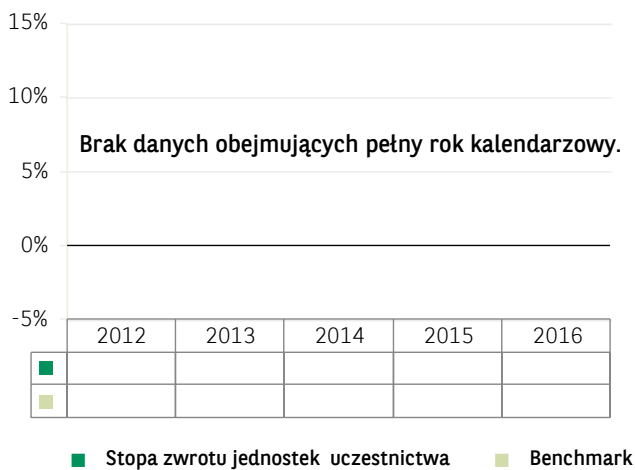 15%
10%
Brak danych obejmujących pełny rok kalendarzowy.
5%
0%
-5%
2012 2013 2014 2015 2016
Stopa zwrotu jednostek uczestnictwa Benchmark